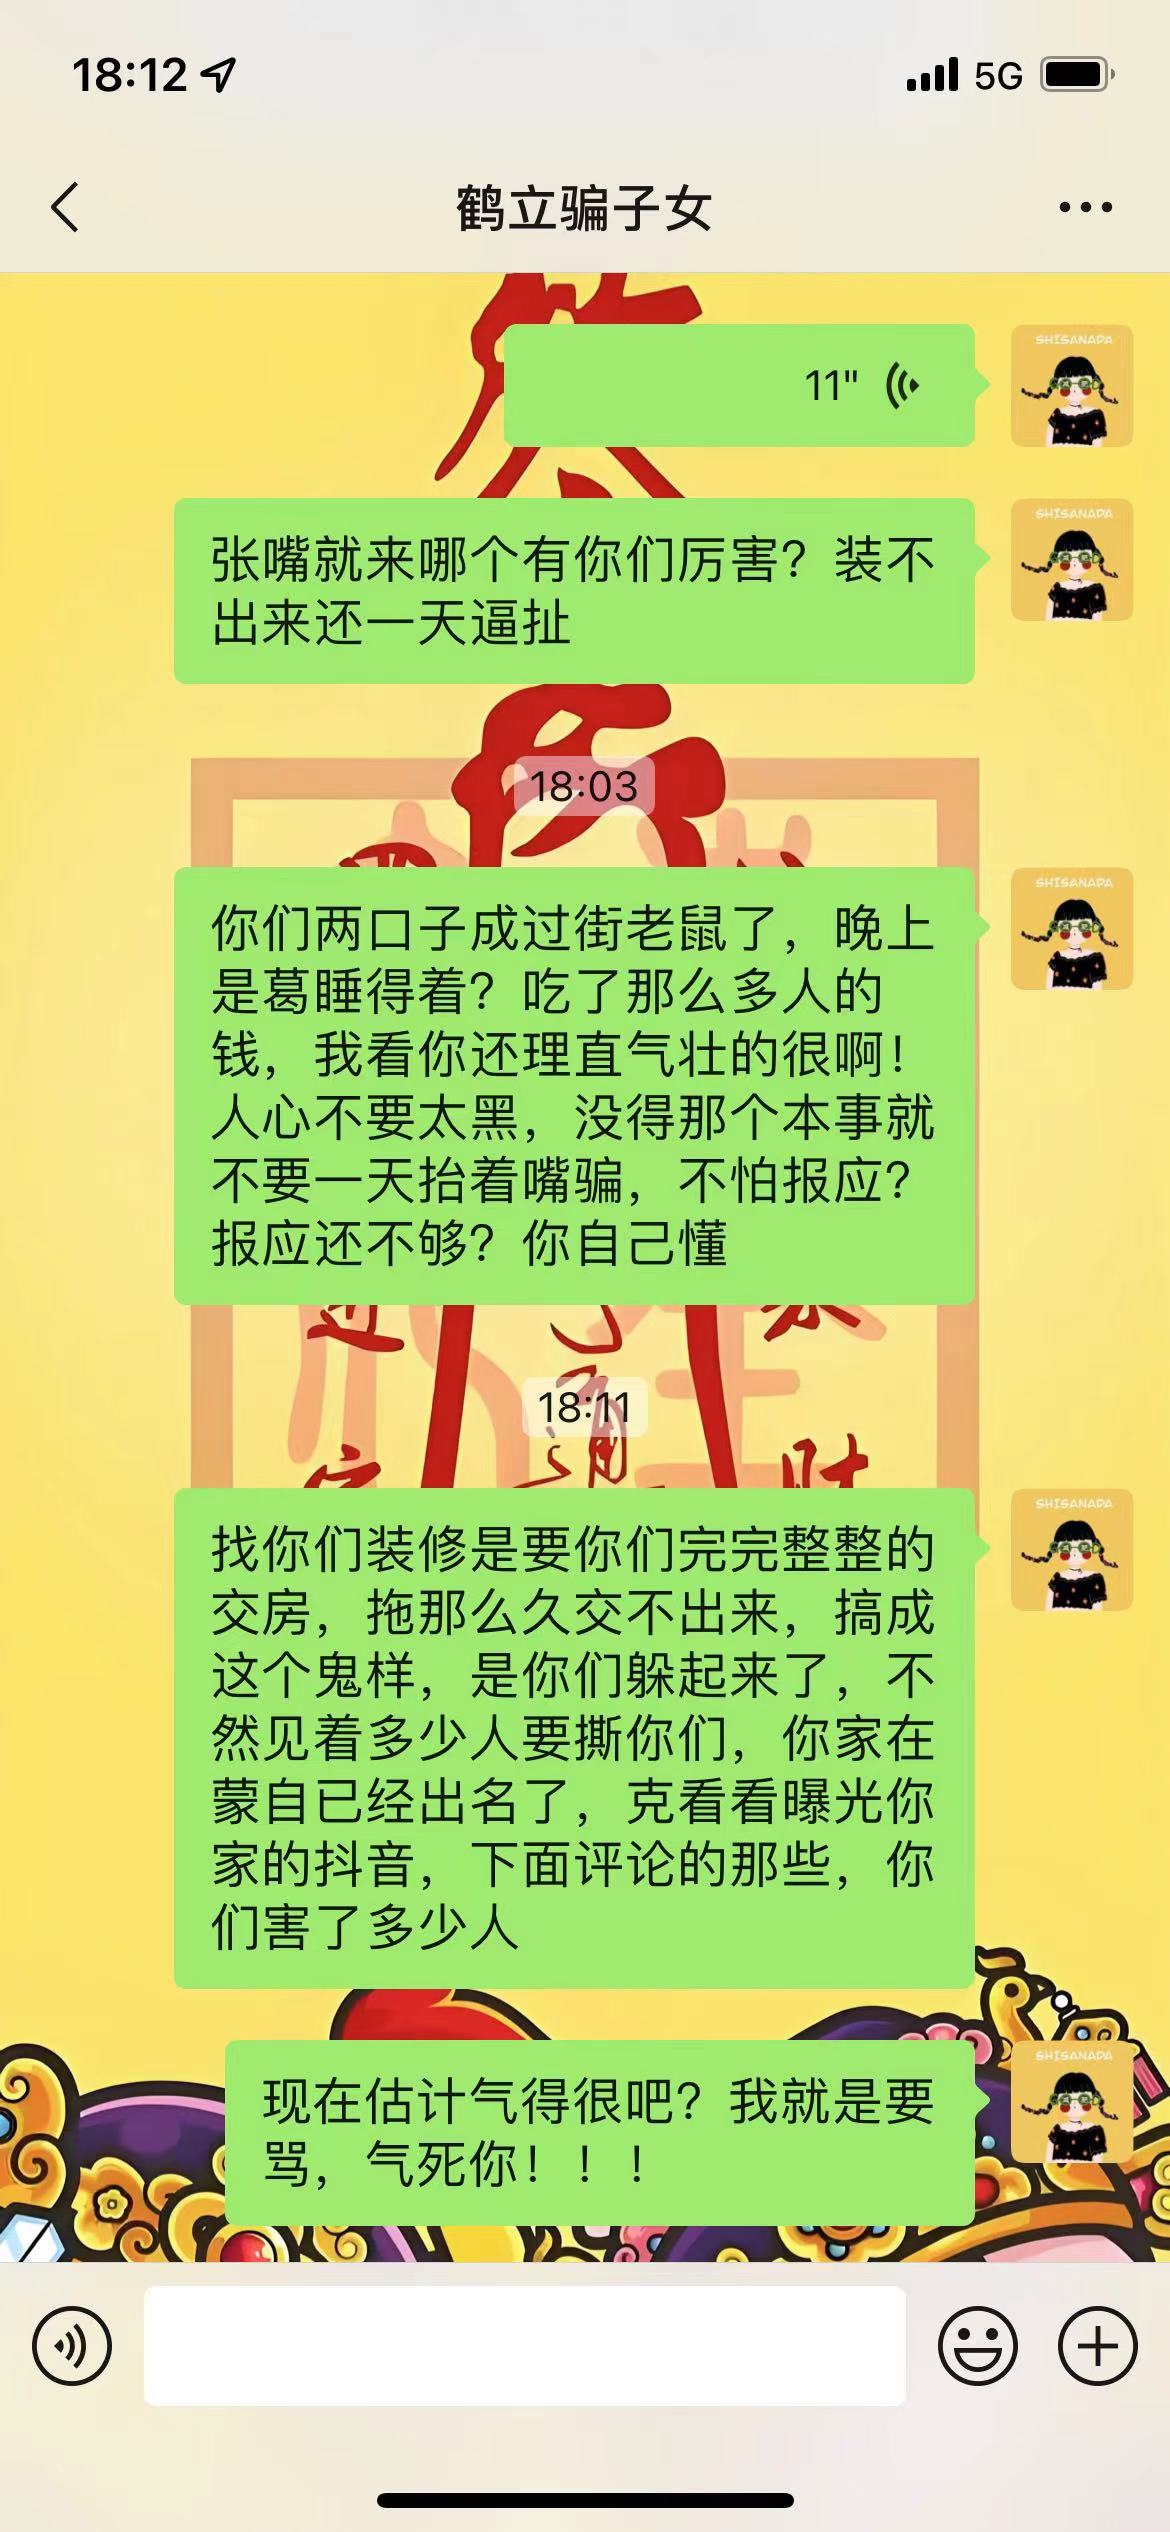 18:12
5G
鹤立骗子女
11"
SHISANADA
张嘴就来哪个有你们厉害？装不
出来还一天逼扯
SHISANADA
18:03
你们两口子成过街老鼠了，晚上
是葛睡得着？吃了那么多人的
钱，我看你还理直气壮的很啊！
人心不要太黑，没得那个本事就
不要一天抬着嘴骗，不怕报应？
报应还不够？你自己懂
SHISANADA
18:11
找你们装修是要你们完完整整的
交房，拖那么久交不出来，搞成
这个鬼样，是你们躲起来了，不
然见着多少人要撕你们，你家在
蒙自已经出名了，克看看曝光你
家的抖音，下面评论的那些，你
们害了多少人
SHISANADA
现在估计气得很吧？我就是要
骂，气死你！！！
SHISANADA